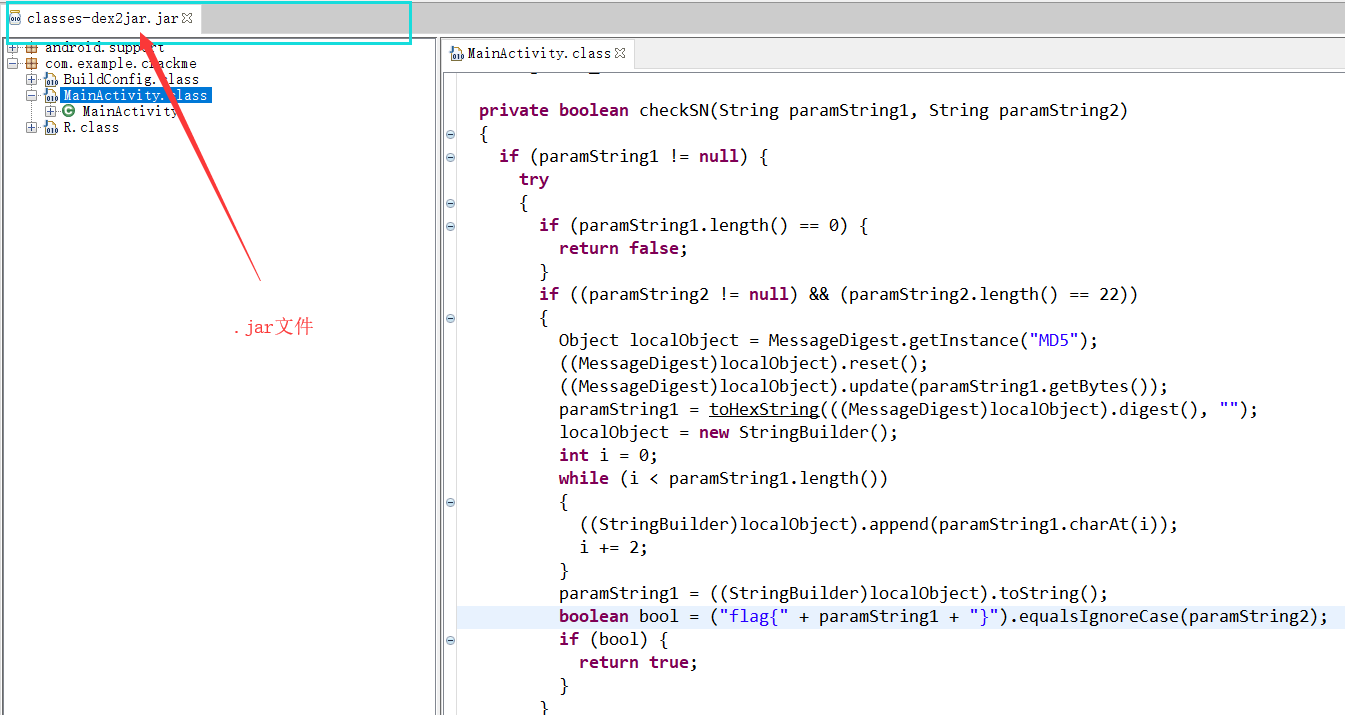 classes-dex2jar.jar
android.support
com.example.crackme
BuildConfig.class
MainActivity.class
MainActivity
R.class
.jar文件
MainActivity.class
private boolean checkSN(String paramString1, String paramString2)
{
if (paramString1 != null) {
try
{
if (paramString1.length() == 0) {
return false;
}
if ((paramString2 != null) && (paramString2.length() == 22))
{
Object localObject = MessageDigest.getInstance("MD5");
((MessageDigest)localObject).reset();
((MessageDigest)localObject).update(paramString1.getBytes());
paramString1 = toHexString(((MessageDigest)localObject).digest(), "");
localObject = new StringBuilder();
int i = 0;
while (i < paramString1.length())
{
((StringBuilder)localObject).append(paramString1.charAt(i));
i += 2;
}
paramString1 = ((StringBuilder)localObject).toString();
boolean bool = ("flag{" + paramString1 + "}").equalsIgnoreCase(paramString2);
if (bool) {
return true;
}
}